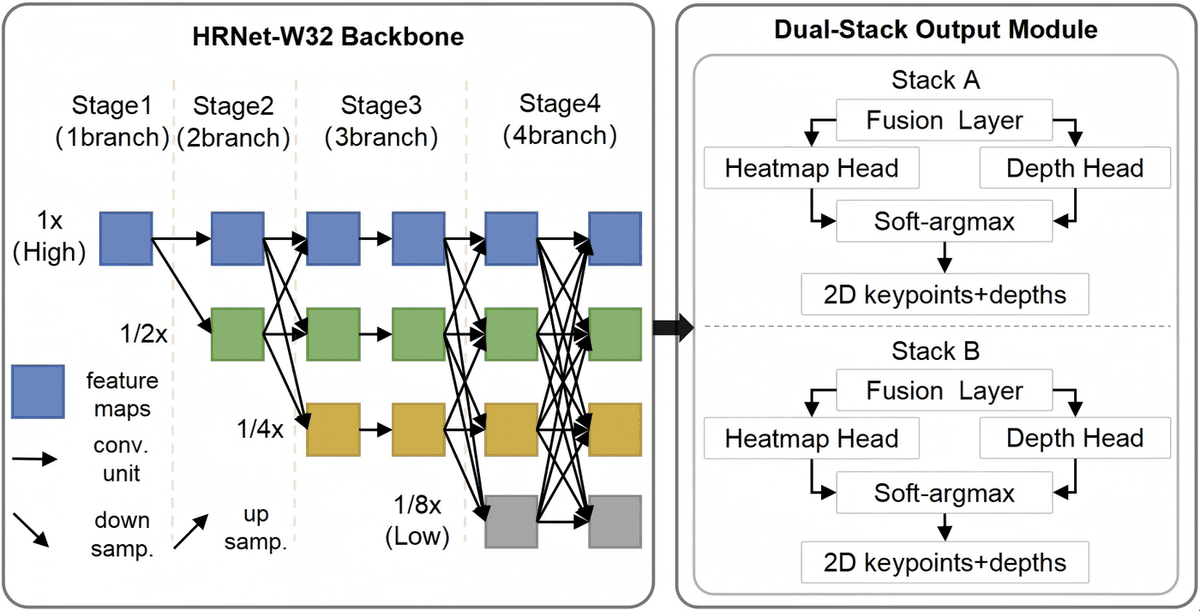 HRNet-W32 Backbone
Stage1
(1branch)
Stage2
(2branch)
Stage3
(3branch)
Stage4
(4branch)
1x
(High)
1/2x
1/4x
1/8x
(Low)
feature
maps
conv.
unit
down
samp.
up
samp.
Dual-Stack Output Module
Stack A
Fusion Layer
Heatmap Head
Depth Head
Soft-argmax
2D keypoints+depths
Stack B
Fusion Layer
Heatmap Head
Depth Head
Soft-argmax
2D keypoints+depths